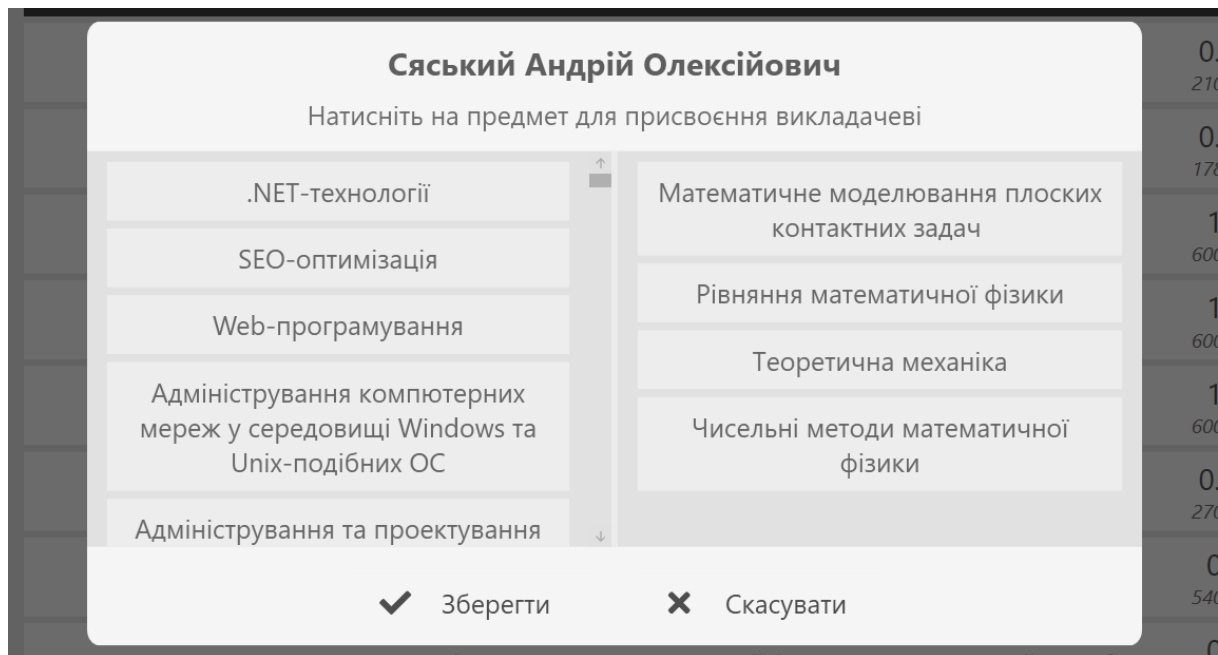 Сяський Андрій Олексійович
Натисніть на предмет для присвоєння викладачеві
.NET-технології
SEO-оптимізація
Web-програмування
Адміністрування компютерних
мереж у середовищі Windows та
Unix-подібних ОС
Адміністрування та проектування
Математичне моделювання плоских
контактних задач
Рівняння математичної фізики
Теоретична механіка
Чисельні методи математичної
фізики
Зберегти
Скасувати